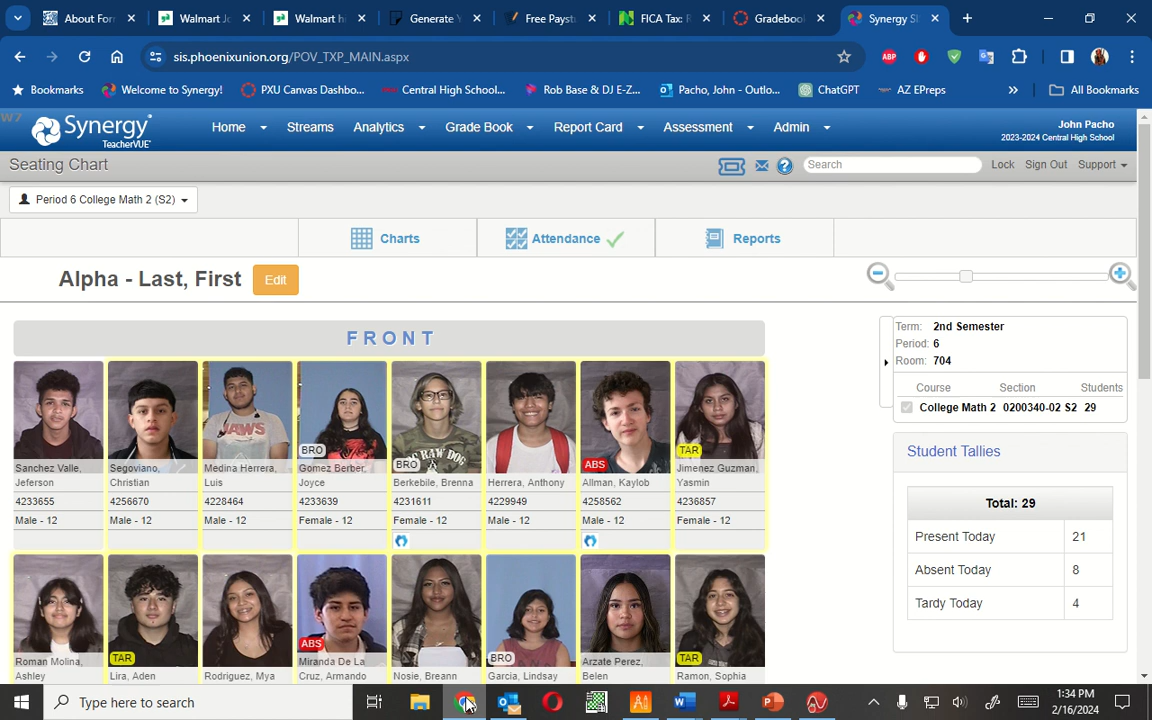 About For
Walmart Jo
Walmart h
Generate Y
Free Payst
FICA Tax: R
Gradeboo
Synergy SI
sis.phoenixunion.org/POV_TXP_MAIN.aspx
ABP
Bookmarks
Welcome to Synergy!
PXU Canvas Dashbo...
Central High School...
Rob Base & DJ E-Z...
Pacho, John - Outlo...
ChatGPT
AZ EPreps
»
All Bookmarks
W7
Synergy®
TeacherVUE®
Home
Streams
Analytics
Grade Book
Report Card
Assessment
Admin
John Pacho
2023-2024 Central High School
Seating Chart
Search
Lock
Sign Out
Support
Period 6 College Math 2 (S2)
Charts
Attendance
Reports
Alpha - Last, First
Edit
FRONT
Term: 2nd Semester
Period: 6
Room: 704
Course Section Students
College Math 2 0200340-02 S2 29
Student Tallies
Total: 29
Present Today 21
Absent Today 8
Tardy Today 4
JAWS
BRO
BRO
RAW DOG
ABS
TAR
Sanchez Valle,
Jeferson
4233655
Male - 12
Segoviano,
Christian
4256670
Male - 12
Medina Herrera,
Luis
4228464
Male - 12
Gomez Berber,
Joyce
4233639
Female - 12
Berkebile, Brenna
4231611
Female - 12
Herrera, Anthony
4229949
Male - 12
Allman, Kaylob
4258562
Male - 12
Jimenez Guzman,
Yasmin
4236857
Female - 12
TAR
ABS
BRO
TAR
Roman Molina,
Ashley
Lira, Aden
Rodriguez, Mya
Miranda De La
Cruz, Armando
Nosie, Breann
Garcia, Lindsay
Arzate Perez,
Belen
Ramon, Sophia
Type here to search
1:34 PM
2/16/2024